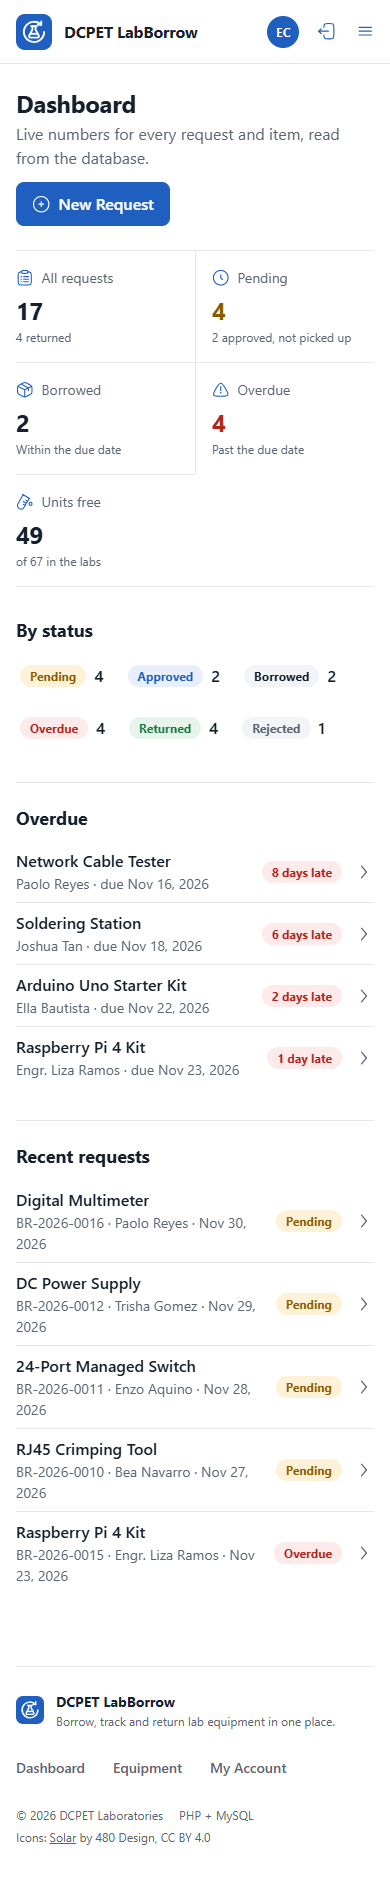 DCPET LabBorrow
EC
Dashboard
Live numbers for every request and item, read
from the database.
New Request
All requests
17
4 returned
Pending
4
2 approved, not picked up
Borrowed
2
Within the due date
Overdue
4
Past the due date
Units free
49
of 67 in the labs
By status
Pending 4 Approved 2 Borrowed 2
Overdue 4 Returned 4 Rejected 1
Overdue
Network Cable Tester
Paolo Reyes · due Nov 16, 2026
8 days late
Soldering Station
Joshua Tan · due Nov 18, 2026
6 days late
Arduino Uno Starter Kit
Ella Bautista · due Nov 22, 2026
2 days late
Raspberry Pi 4 Kit
Engr. Liza Ramos · due Nov 23, 2026
1 day late
Recent requests
Digital Multimeter
BR-2026-0016 · Paolo Reyes · Nov 30,
2026
Pending
DC Power Supply
BR-2026-0012 · Trisha Gomez · Nov 29,
2026
Pending
24-Port Managed Switch
BR-2026-0011 · Enzo Aquino · Nov 28,
2026
Pending
RJ45 Crimping Tool
BR-2026-0010 · Bea Navarro · Nov 27,
2026
Pending
Raspberry Pi 4 Kit
BR-2026-0015 · Engr. Liza Ramos · Nov
23, 2026
Overdue
DCPET LabBorrow
Borrow, track and return lab equipment in one place.
Dashboard Equipment My Account
© 2026 DCPET Laboratories PHP + MySQL
Icons: Solar by 480 Design, CC BY 4.0